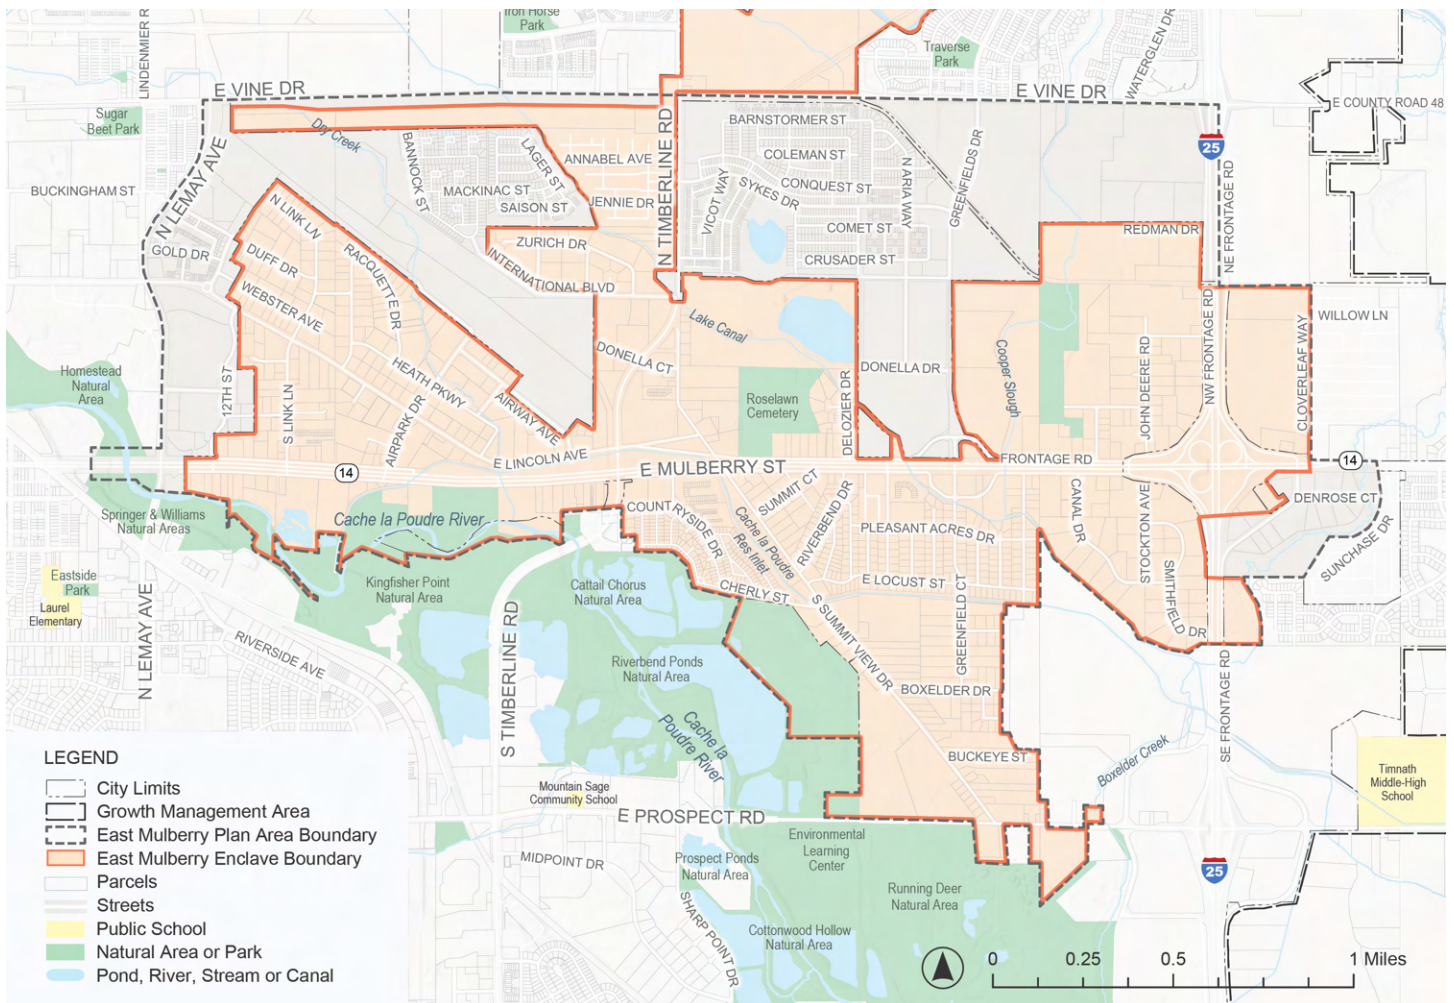 Iron Horse
Park
LINDENMIER R
Traverse
Park
WATERGLEN DR
E VINE DR
E VINE DR
E COUNTY ROAD 48
Sugar
Beet Park
Dry Creek
BANNOCK ST
LAGER ST
ANNABEL AVE
N TIMBERLINE RD
BARNSTORMER ST
COLEMAN ST
CONQUEST ST
SYKES DR
VICOT WAY
NARIA WAY
GREENFIELDS DR
25
NE FRONTAGE RD
BUCKINGHAM ST
N LEMAY AVE
MACKINAC ST
SAISON ST
JENNIE DR
COMET ST
CRUSADER ST
REDMAN DR
N LINK LN
GOLD DR
DUFF DR
RACQUETTE DR
ZURICH DR
INTERNATIONAL BLVD
WEBSTER AVE
Lake Canal
NW FRONTAGE RD
CLOVERLEAF WAY
WILLOW LN
DONELLA CT
DONELLA DR
Cooper Slough
JOHN DEERE RD
Homestead
Natural
Area
12TH ST
S LINK LN
HEATH PKWY
AIRPARK DR
AIRWAY AVE
Roselawn
Cemetery
DELOZIER DR
E LINCOLN AVE
E MULBERRY ST
FRONTAGE RD
14
14
SUMMIT CT
COUNTRYSIDE DR
Cache la Poudre
Res Inlet
RIVERBEND DR
PLEASANT ACRES DR
CANAL DR
STOCKTON AVE
DENROSE CT
SUNCHASE DR
Springer & Williams
Natural Areas
Cache la Poudre River
Eastside
Park
Laurel
Elementary
Kingfisher Point
Natural Area
Cattail Chorus
Natural Area
CHERLY ST
E LOCUST ST
SMITHFIELD DR
N LEMAY AVE
RIVERSIDE AVE
S TIMBERLINE RD
S SUMMIT VIEW DR
GREENFIELD CT
Riverbend Ponds
Natural Area
Cache la
Poudre River
BOXELDER DR
SE FRONTAGE RD
BUCKEYE ST
Boxelder Creek
Timnath
Middle-High
School
Mountain Sage
Community School
E PROSPECT RD
Environmental
Learning
Center
MIDPOINT DR
Prospect Ponds
Natural Area
SHARP POINT DR
Running Deer
Natural Area
Cottonwood Hollow
Natural Area
25
LEGEND
City Limits
Growth Management Area
East Mulberry Plan Area Boundary
East Mulberry Enclave Boundary
Parcels
Streets
Public School
Natural Area or Park
Pond, River, Stream or Canal
0 0.25 0.5 1 Miles